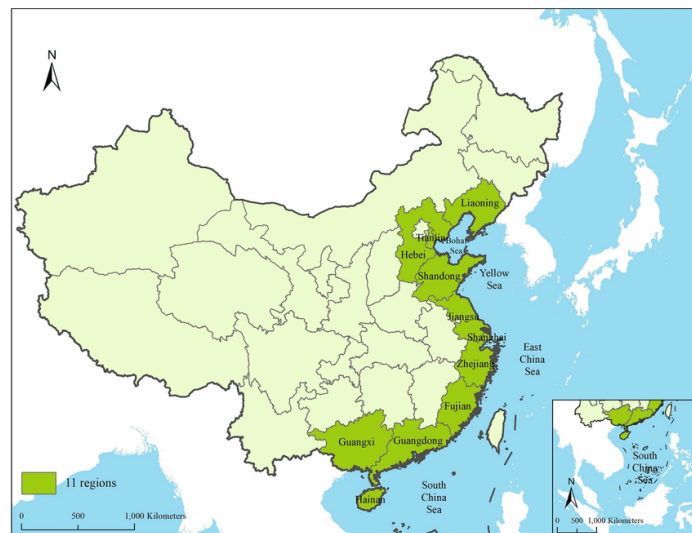 N
Liaoning
Tianjin
Bohai
Sea
Hebei
Shandong
Yellow
Sea
Jiangsu
Shanghai
East
China
Sea
Zhejiang
Fujian
Guangxi
Guangdong
Hainan
South
China
Sea
11 regions
0 500 1,000 Kilometers
South
China
Sea
N
0 500 1,000 Kilometers